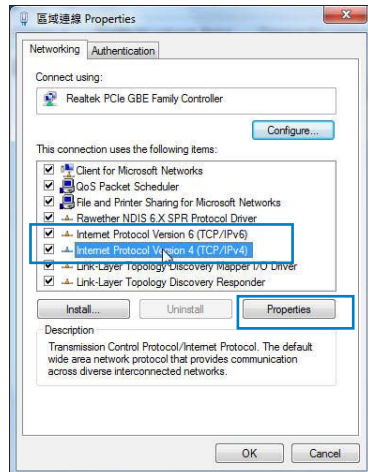 區域連線 Properties
Networking Authentication
Connect using:
Realtek PCIe GBE Family Controller
Configure...
This connection uses the following items:
Client for Microsoft Networks
QoS Packet Scheduler
File and Printer Sharing for Microsoft Networks
Rawether NDIS 6.X SPR Protocol Driver
Internet Protocol Version 6 (TCP/IPv6)
Internet Protocol Version 4 (TCP/IPv4)
Link-Layer Topology Discovery Mapper I/O Driver
Link-Layer Topology Discovery Responder
Install... Uninstall Properties
Description
Transmission Control Protocol/Internet Protocol. The default
wide area network protocol that provides communication
across diverse interconnected networks.
OK Cancel